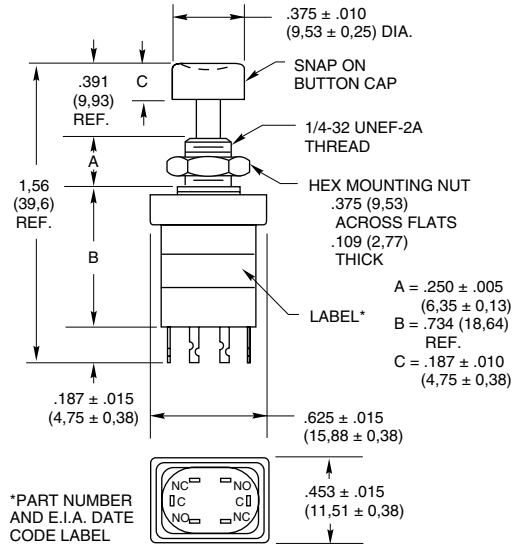 .375 ± .010
(9,53 ± 0,25) DIA.
SNAP ON
BUTTON CAP
C
.391
(9,93)
REF.
1/4-32 UNEF-2A
THREAD
A
HEX MOUNTING NUT
.375 (9,53)
ACROSS FLATS
.109 (2,77)
THICK
1,56
(39,6)
REF.
B
A = .250 ± .005
(6,35 ± 0,13)
B = .734 (18,64)
REF.
C = .187 ± .010
(4,75 ± 0,38)
LABEL*
.187 ± .015
(4,75 ± 0,38)
.625 ± .015
(15,88 ± 0,38)
NC NO
C C
NO NC
.453 ± .015
(11,51 ± 0,38)
*PART NUMBER
AND E.I.A. DATE
CODE LABEL